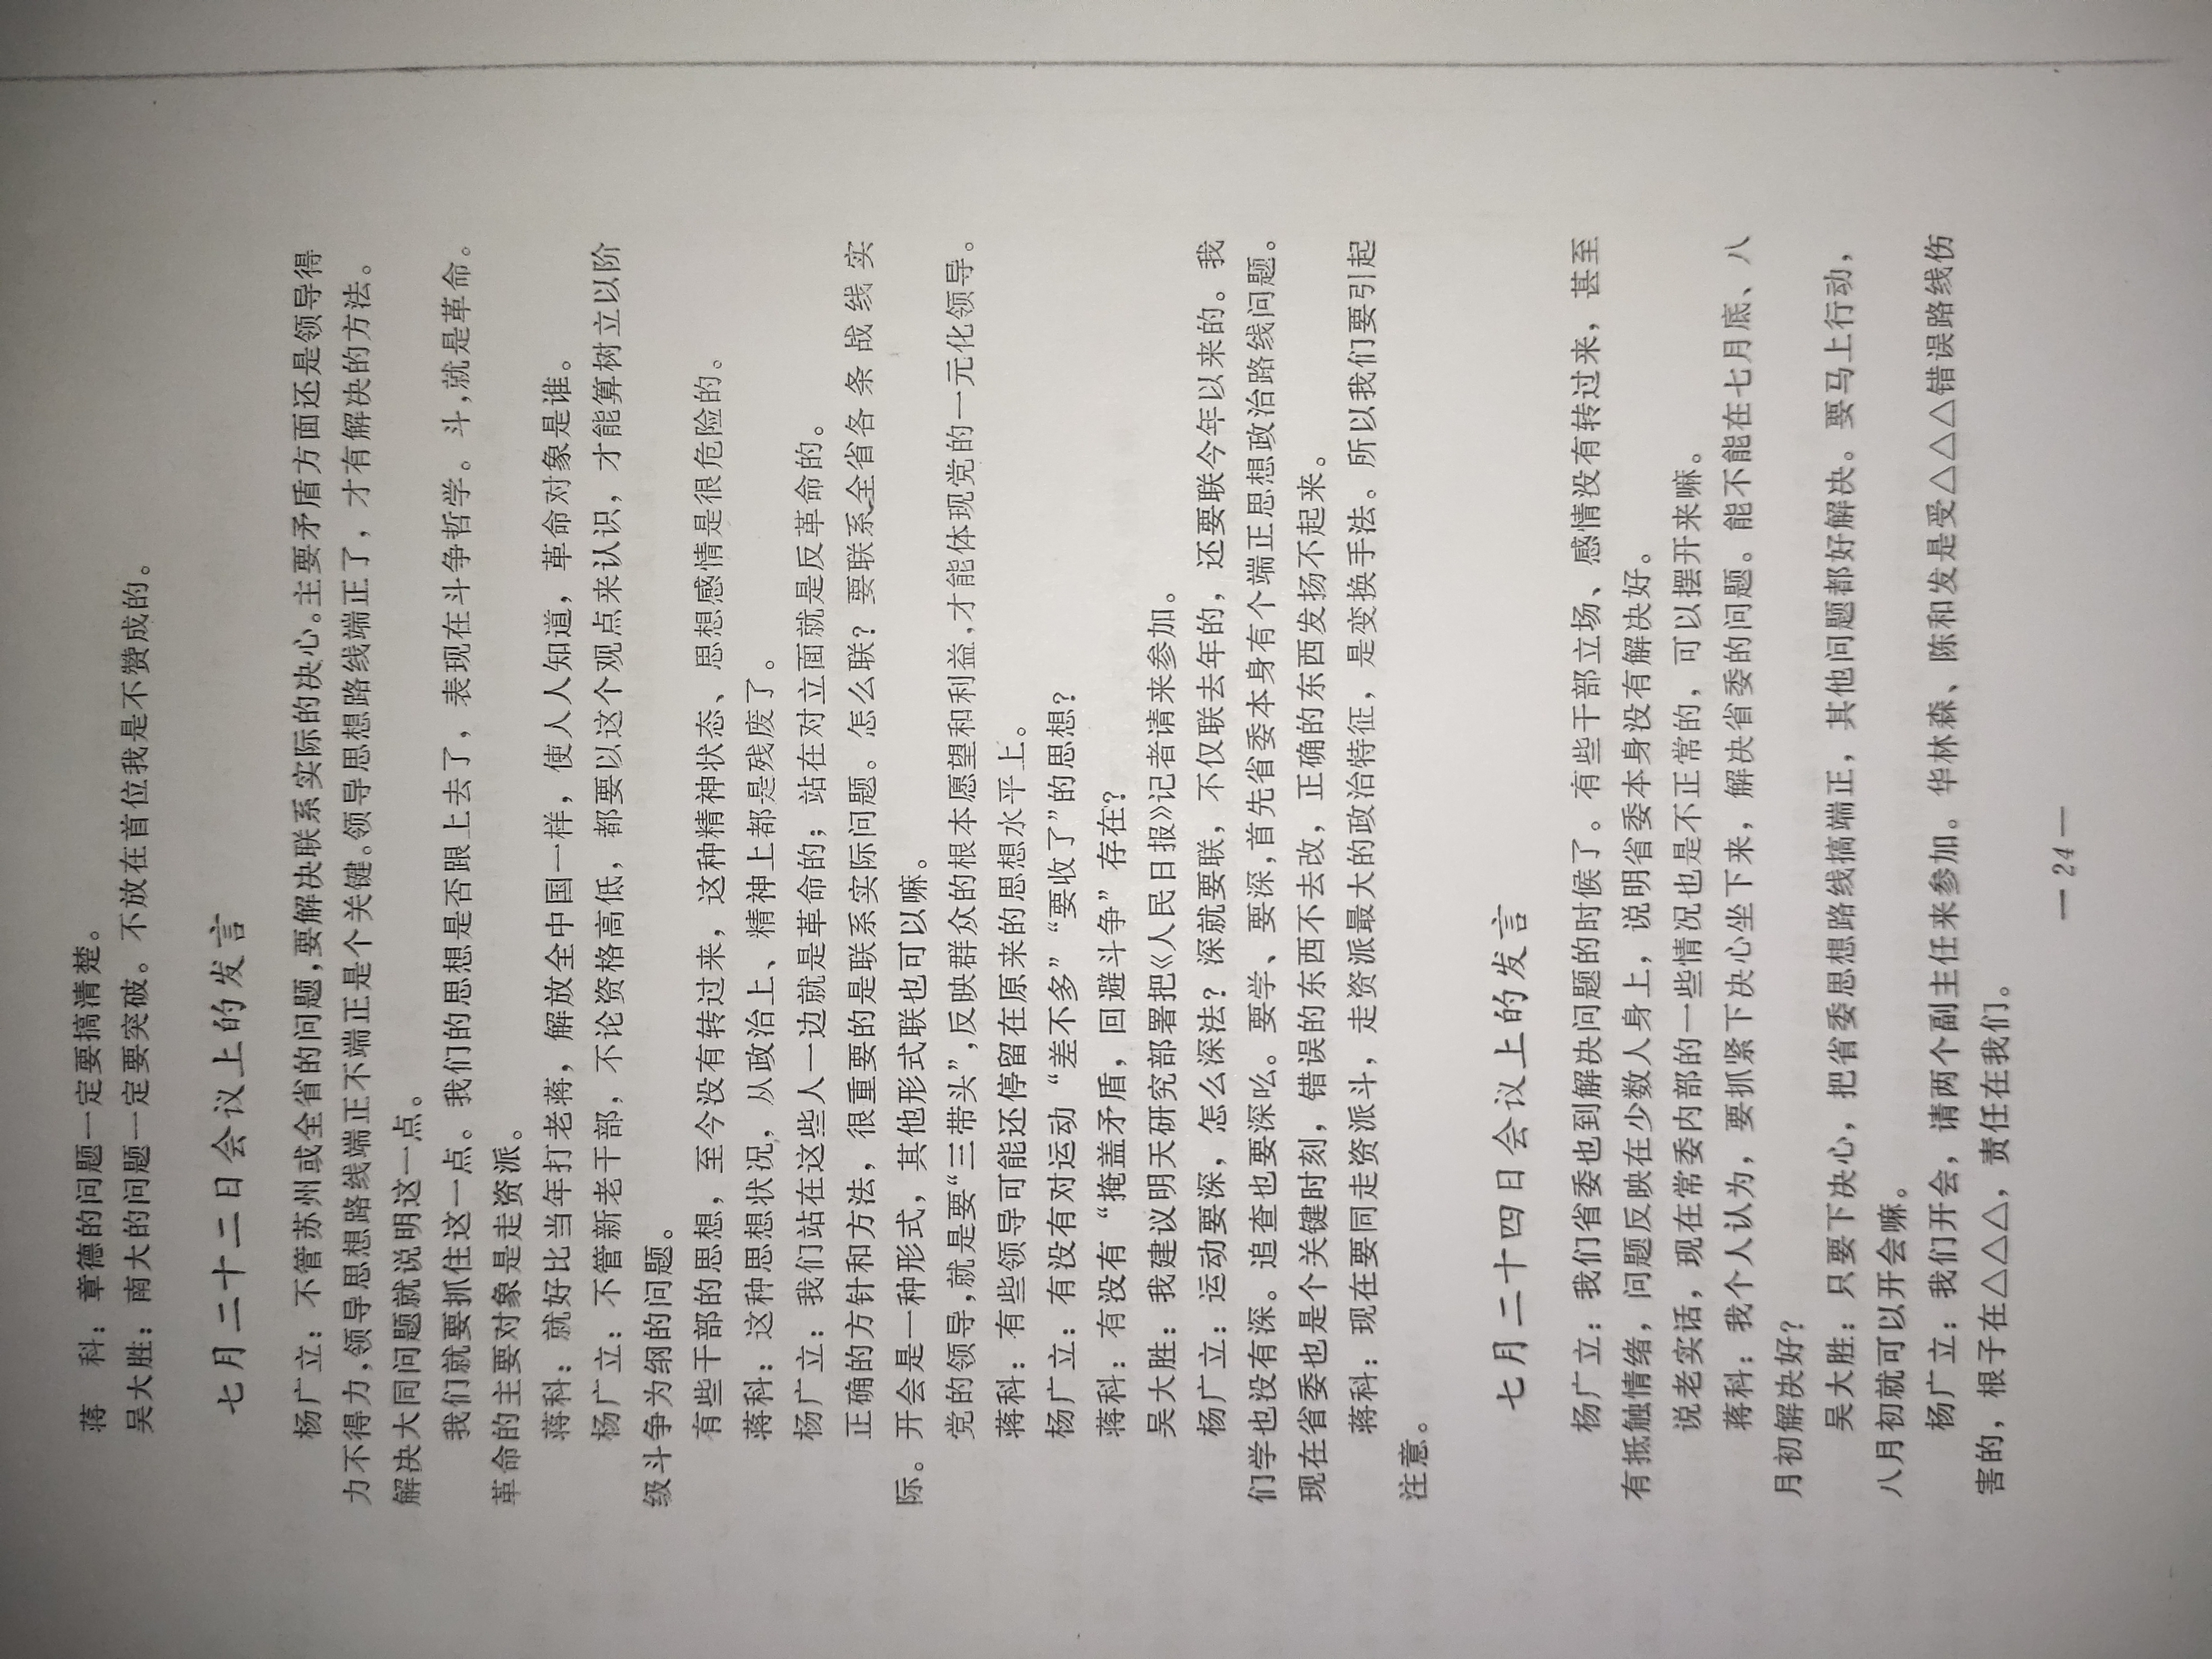 蒋　科：章德的问题一定要搞清楚。
吴大胜：南大的问题一定要突破。不放在首位我是不赞成的。
七月二十二日会议上的发言
杨广立：不管苏州或全省的问题，要解决联系实际的决心。主要矛盾方面还是领导得
力不得力，领导思想路线端正不端正是个关键。领导思想路线端正了，才有解决的方法。
解决大同问题就说明这一点。
我们就要抓住这一点。我们的思想是否跟上去了，表现在斗争哲学。斗，就是革命。
革命的主要对象是走资派。
蒋科：就好比当年打老蒋，解放全中国一样，使人人知道，革命对象是谁。
杨广立：不管新老干部，不论资格高低，都要以这个观点来认识，才能算树立以阶
级斗争为纲的问题。
有些干部的思想，至今没有转过来，这种精神状态、思想感情是很危险的。
蒋科：这种思想状况，从政治上、精神上都是残废了。
杨广立：我们站在这些人一边就是革命的；站在对立面就是反革命的。
正确的方针和方法，很重要的是联系实际问题。怎么联？要联系全省各条战线实
际。开会是一种形式，其他形式联也可以嘛。
党的领导，就是要“三带头”，反映群众的根本愿望和利益，才能体现党的一元化领导。
蒋科：有些领导可能还停留在原来的思想水平上。
杨广立：有没有对运动“差不多”“要收了”的思想？
蒋科：有没有“掩盖矛盾，回避斗争”存在？
吴大胜：我建议明天研究部署把《人民日报》记者请来参加。
杨广立：运动要深，怎么深法？深就要联，不仅联去年的，还要联今年以来的。我
们学也没有深。追查也要深吆。要学、要深，首先省委本身有个端正思想政治路线问题。
现在省委也是个关键时刻，错误的东西不去改，正确的东西发扬不起来。
蒋科：现在要同走资派斗，走资派最大的政治特征，是变换手法。所以我们要引起
注意。
七月二十四日会议上的发言
杨广立：我们省委也到解决问题的时候了。有些干部立场、感情没有转过来，甚至
有抵触情绪，问题反映在少数人身上，说明省委本身没有解决好。
说老实话，现在常委内部的一些情况也是不正常的，可以摆开来嘛。
蒋科：我个人认为，要抓紧下决心坐下来，解决省委的问题。能不能在七月底、八
月初解决好？
吴大胜：只要下决心，把省委思想路线搞端正，其他问题都好解决。要马上行动，
八月初就可以开会嘛。
杨广立：我们开会，请两个副主任来参加。华林森、陈和发是受△△△错误路线伤
害的，根子在△△△，责任在我们。
— 24 —